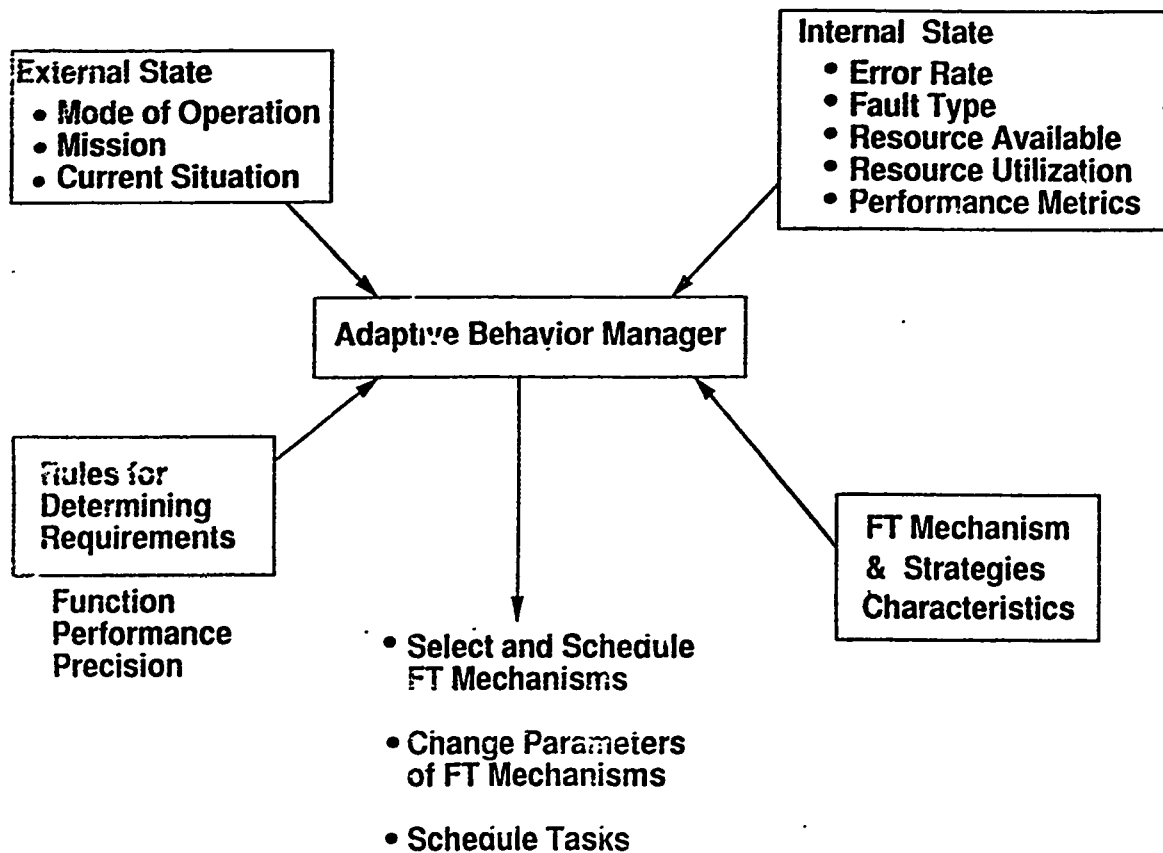 External State
• Mode of Operation
• Mission
• Current Situation
Internal State
• Error Rate
• Fault Type
• Resource Available
• Resource Utilization
• Performance Metrics
Adaptive Behavior Manager
Rules for
Determining
Requirements
Function
Performance
Precision
FT Mechanism
& Strategies
Characteristics
• Select and Schedule
FT Mechanisms
• Change Parameters
of FT Mechanisms
• Schedule Tasks